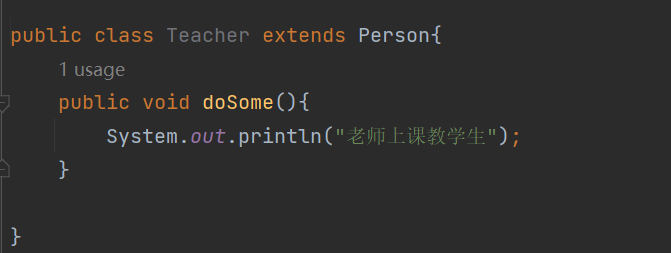 public class Teacher extends Person{
1 usage
public void doSome(){
System.out.println("老师上课教学生");
}
}